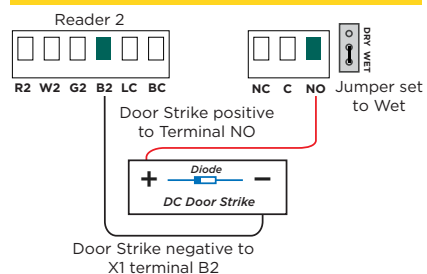 Reader 2
R2 W2 G2 B2 LC BC
NC C NO
DRY WET
Jumper set
to Wet
Door Strike positive
to Terminal NO
+ Diode −
DC Door Strike
Door Strike negative to
X1 terminal B2